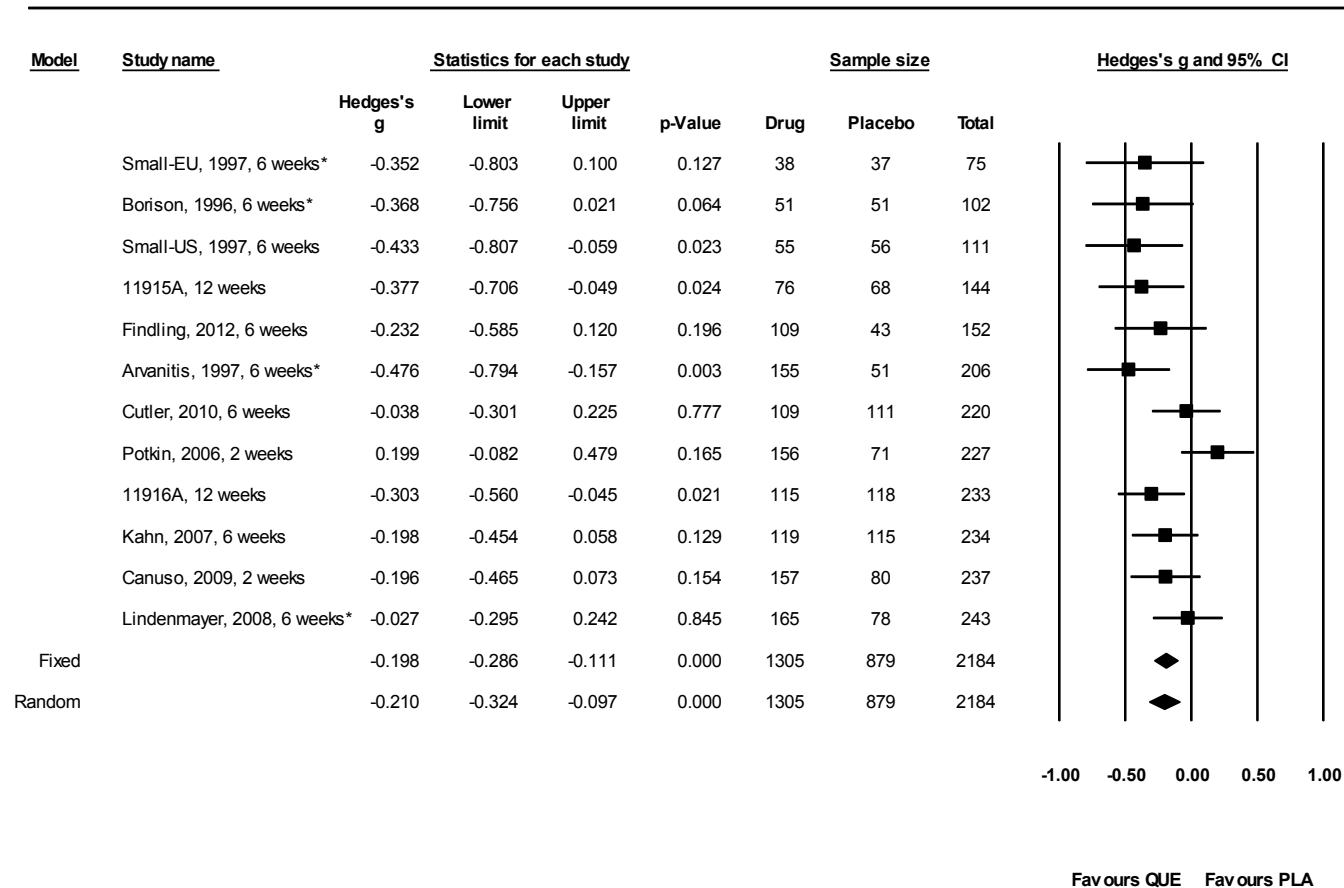 Model Study name Statistics for each study Sample size Hedges's g and 95% CI
Hedges's g Lower limit Upper limit p-Value Drug Placebo Total
Small-EU, 1997, 6 weeks* -0.352 -0.803 0.100 0.127 38 37 75
Borison, 1996, 6 weeks* -0.368 -0.756 0.021 0.064 51 51 102
Small-US, 1997, 6 weeks -0.433 -0.807 -0.059 0.023 55 56 111
11915A, 12 weeks -0.377 -0.706 -0.049 0.024 76 68 144
Findling, 2012, 6 weeks -0.232 -0.585 0.120 0.196 109 43 152
Arvanitis, 1997, 6 weeks* -0.476 -0.794 -0.157 0.003 155 51 206
Cutler, 2010, 6 weeks -0.038 -0.301 0.225 0.777 109 111 220
Potkin, 2006, 2 weeks 0.199 -0.082 0.479 0.165 156 71 227
11916A, 12 weeks -0.303 -0.560 -0.045 0.021 115 118 233
Kahn, 2007, 6 weeks -0.198 -0.454 0.058 0.129 119 115 234
Canuso, 2009, 2 weeks -0.196 -0.465 0.073 0.154 157 80 237
Lindenmayer, 2008, 6 weeks* -0.027 -0.295 0.242 0.845 165 78 243
Fixed -0.198 -0.286 -0.111 0.000 1305 879 2184
Random -0.210 -0.324 -0.097 0.000 1305 879 2184
-1.00 -0.50 0.00 0.50 1.00
Favours QUE Favours PLA